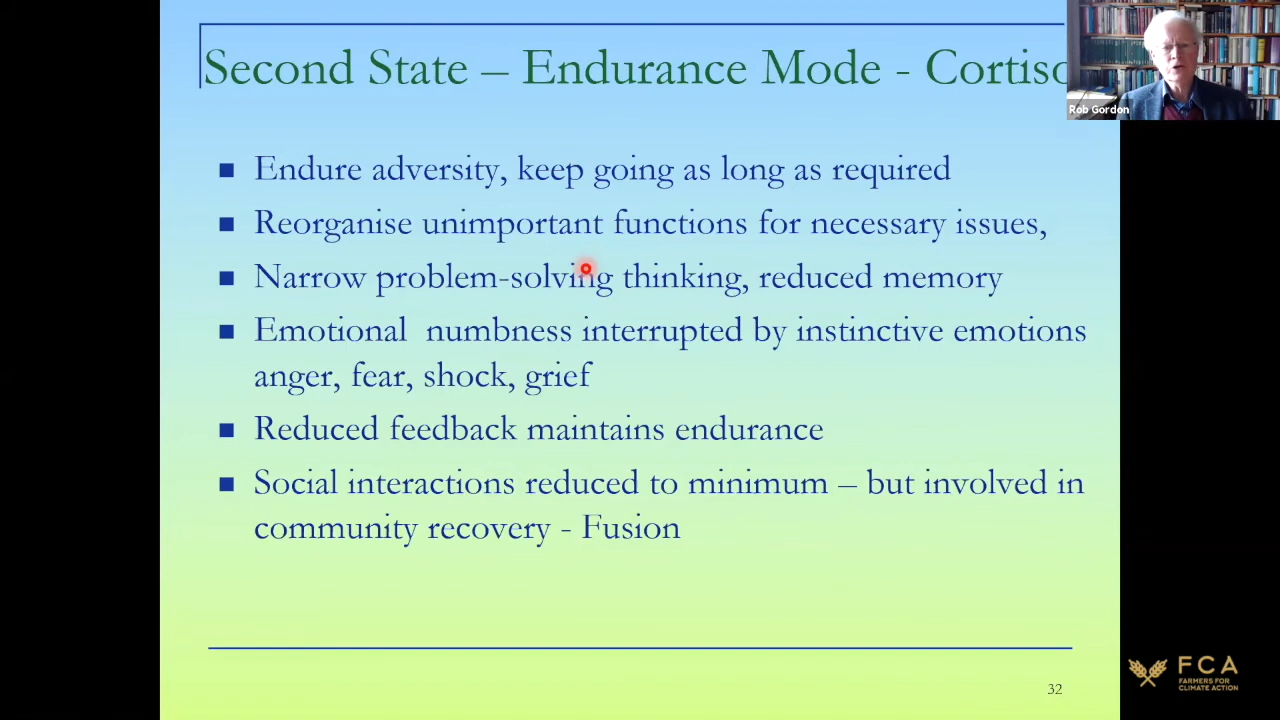 Second State – Endurance Mode - Cortiso
Rob Gordon
■ Endure adversity, keep going as long as required
■ Reorganise unimportant functions for necessary issues,
■ Narrow problem-solving thinking, reduced memory
■ Emotional numbness interrupted by instinctive emotions
anger, fear, shock, grief
■ Reduced feedback maintains endurance
■ Social interactions reduced to minimum – but involved in
community recovery - Fusion
32
FCA
FARMERS FOR
CLIMATE ACTION